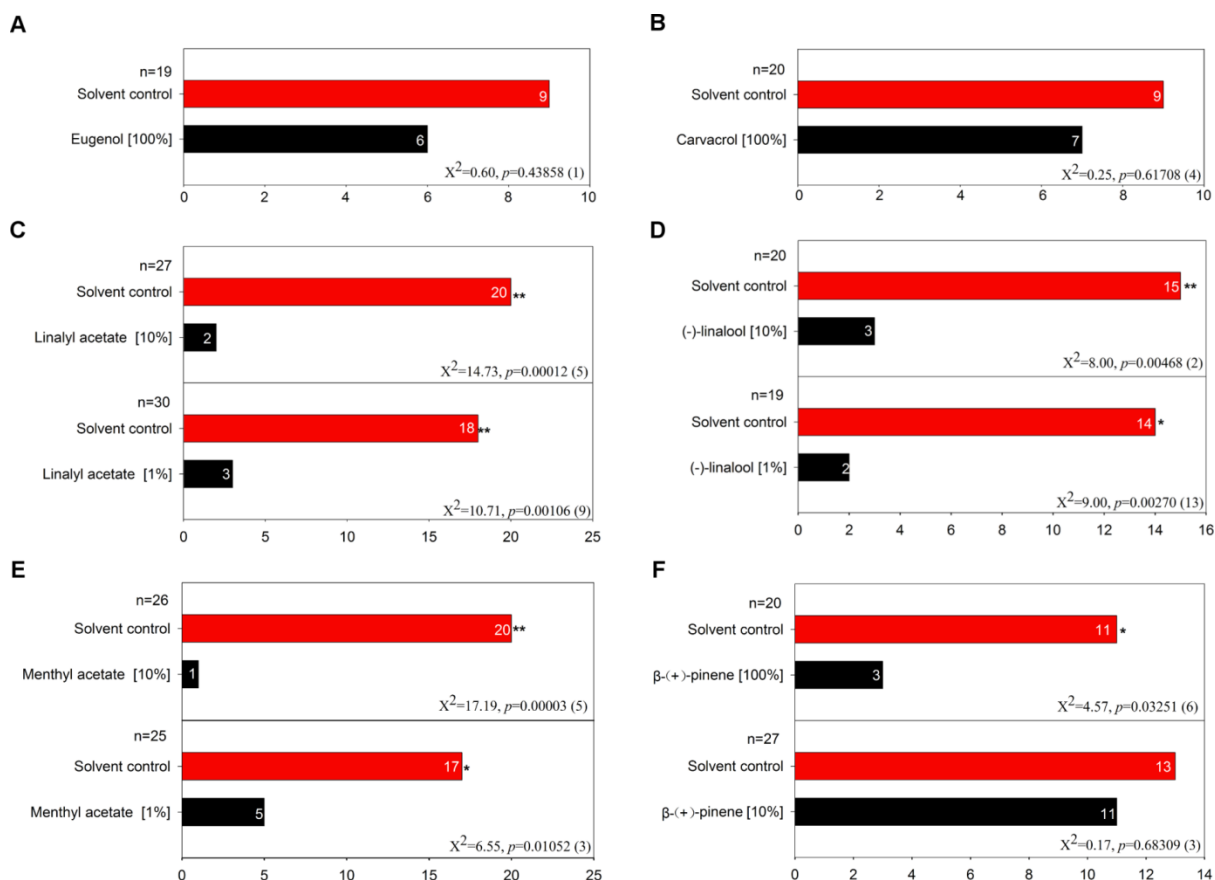 A
n=19
Solvent control
9
Eugenol [100%]
6
X²=0.60, p=0.43858 (1)
0 2 4 6 8 10
B
n=20
Solvent control
9
Carvacrol [100%]
7
X²=0.25, p=0.61708 (4)
0 2 4 6 8 10
C
n=27
Solvent control
20 **
Linalyl acetate [10%]
2
X²=14.73, p=0.00012 (5)
n=30
Solvent control
18 **
Linalyl acetate [1%]
3
X²=10.71, p=0.00106 (9)
0 5 10 15 20 25
D
n=20
Solvent control
15 **
(-)-linalool [10%]
3
X²=8.00, p=0.00468 (2)
n=19
Solvent control
14 *
(-)-linalool [1%]
2
X²=9.00, p=0.00270 (13)
0 2 4 6 8 10 12 14 16
E
n=26
Solvent control
20 **
Menthyl acetate [10%]
1
X²=17.19, p=0.00003 (5)
n=25
Solvent control
17 *
Menthyl acetate [1%]
5
X²=6.55, p=0.01052 (3)
0 5 10 15 20 25
F
n=20
Solvent control
11 *
β-(+)-pinene [100%]
3
X²=4.57, p=0.03251 (6)
n=27
Solvent control
13
β-(+)-pinene [10%]
11
X²=0.17, p=0.68309 (3)
0 2 4 6 8 10 12 14